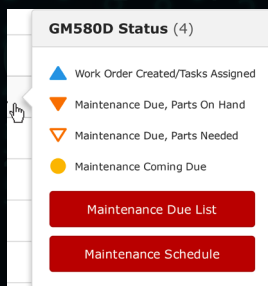 GM580D Status (4)
Work Order Created/Tasks Assigned
Maintenance Due, Parts On Hand
Maintenance Due, Parts Needed
Maintenance Coming Due
Maintenance Due List
Maintenance Schedule